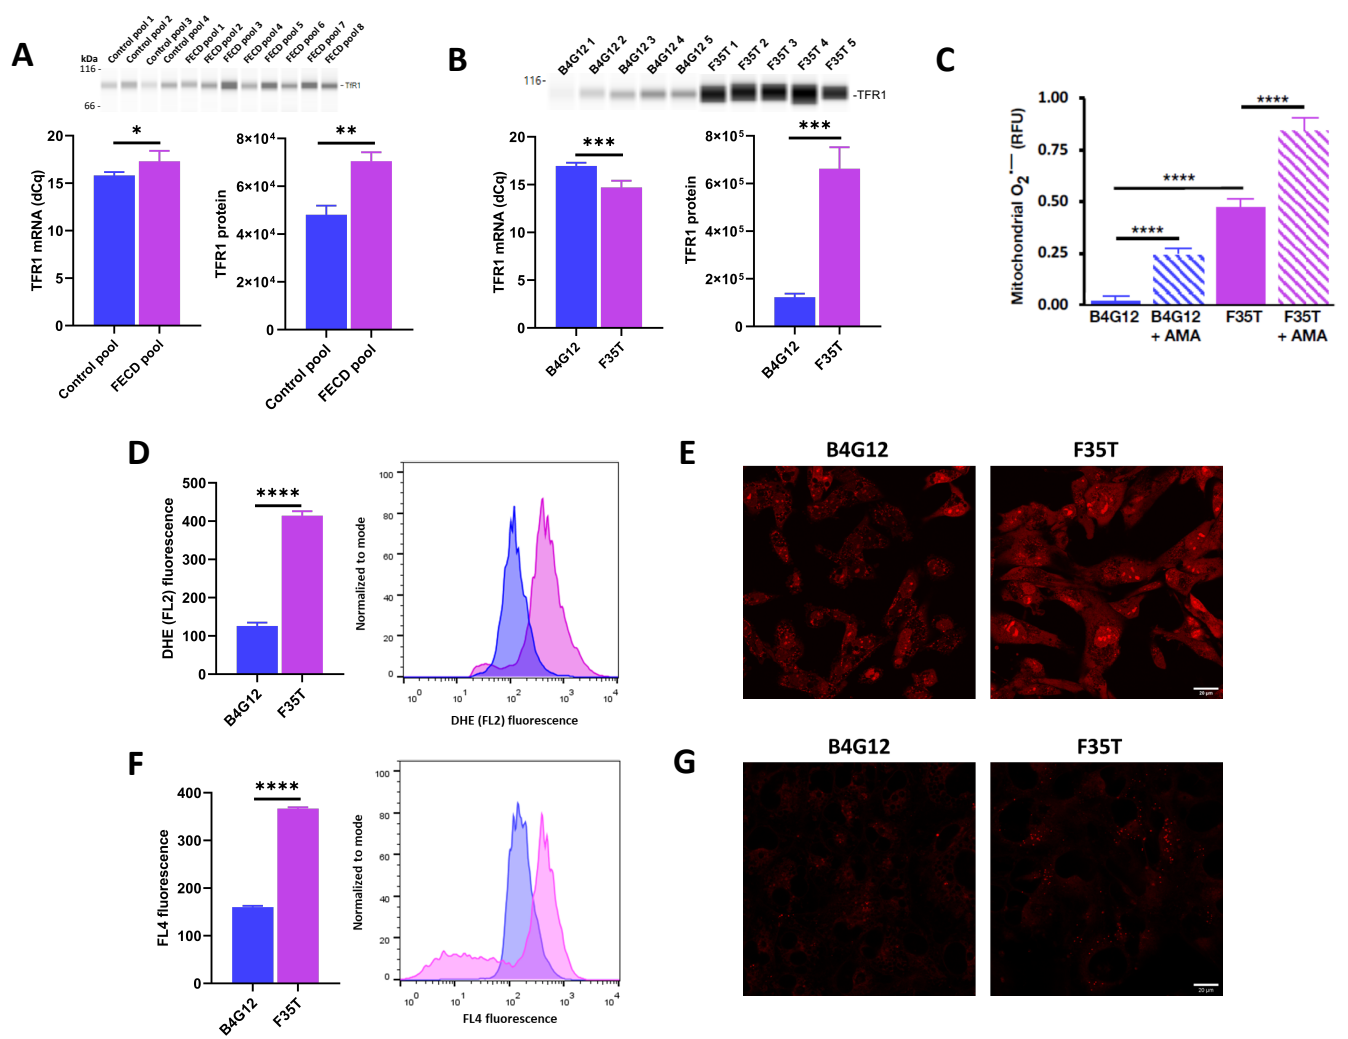 A
Control pool 1
Control pool 2
Control pool 3
Control pool 4
FECD pool 1
FECD pool 2
FECD pool 3
FECD pool 4
FECD pool 5
FECD pool 6
FECD pool 7
FECD pool 8
kDa
116 -
66 -
-TfR1
20
15
10
5
0
TFR1 mRNA (dCq)
*
Control pool
FECD pool
8×10⁴
6×10⁴
4×10⁴
2×10⁴
0
TFR1 protein
**
Control pool
FECD pool
B
B4G12 1
B4G12 2
B4G12 3
B4G12 4
B4G12 5
F35T 1
F35T 2
F35T 3
F35T 4
F35T 5
116-
-TFR1
20
15
10
5
0
TFR1 mRNA (dCq)
***
B4G12
F35T
8×10⁵
6×10⁵
4×10⁵
2×10⁵
0
TFR1 protein
***
B4G12
F35T
C
1.00
0.75
0.50
0.25
0.00
Mitochondrial O₂•— (RFU)
****
****
****
B4G12
B4G12
+ AMA
F35T
F35T
+ AMA
D
500
400
300
200
100
0
DHE (FL2) fluorescence
****
B4G12
F35T
100
80
60
40
20
0
Normalized to mode
10⁰
10¹
10²
10³
10⁴
DHE (FL2) fluorescence
E
B4G12
F35T
20 µm
F
400
300
200
100
0
FL4 fluorescence
****
B4G12
F35T
100
80
60
40
20
0
Normalized to mode
10⁰
10¹
10²
10³
10⁴
FL4 fluorescence
G
B4G12
F35T
20 µm